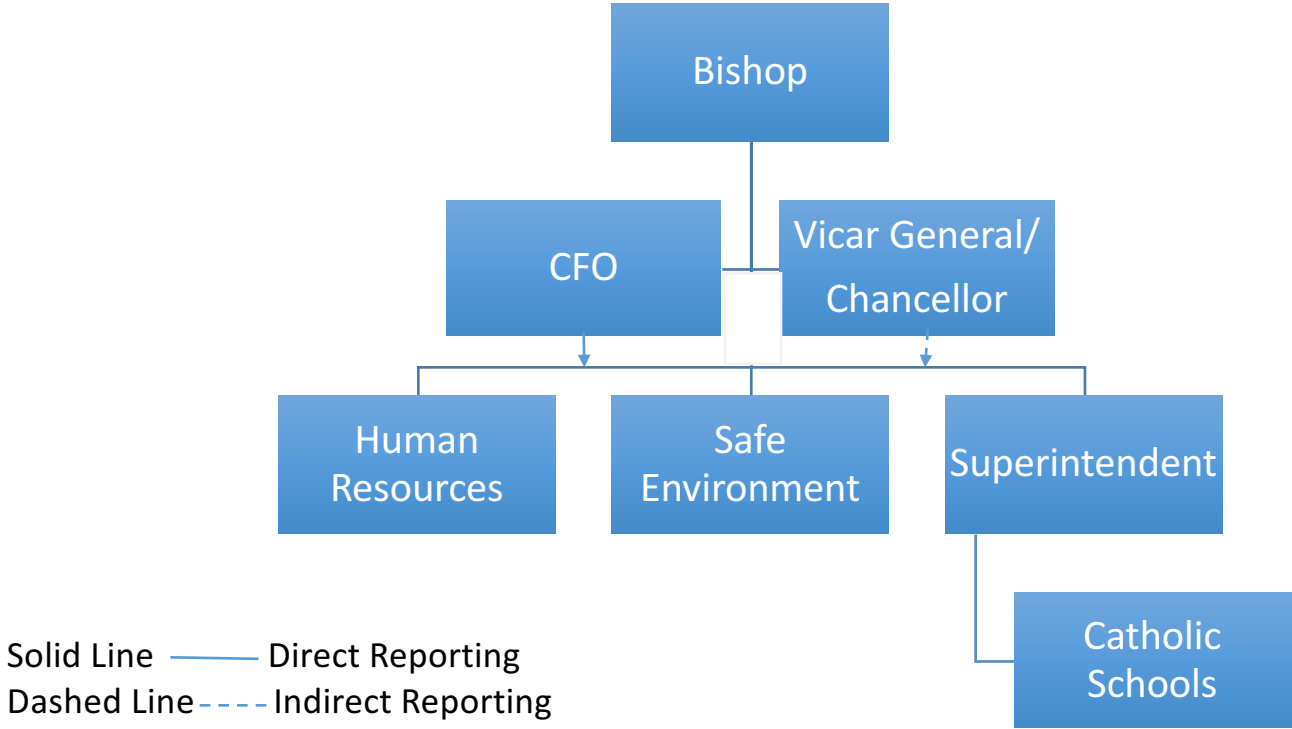 Bishop
CFO
Vicar General/
Chancellor
Human
Resources
Safe
Environment
Superintendent
Catholic
Schools
Solid Line Direct Reporting
Dashed Line Indirect Reporting